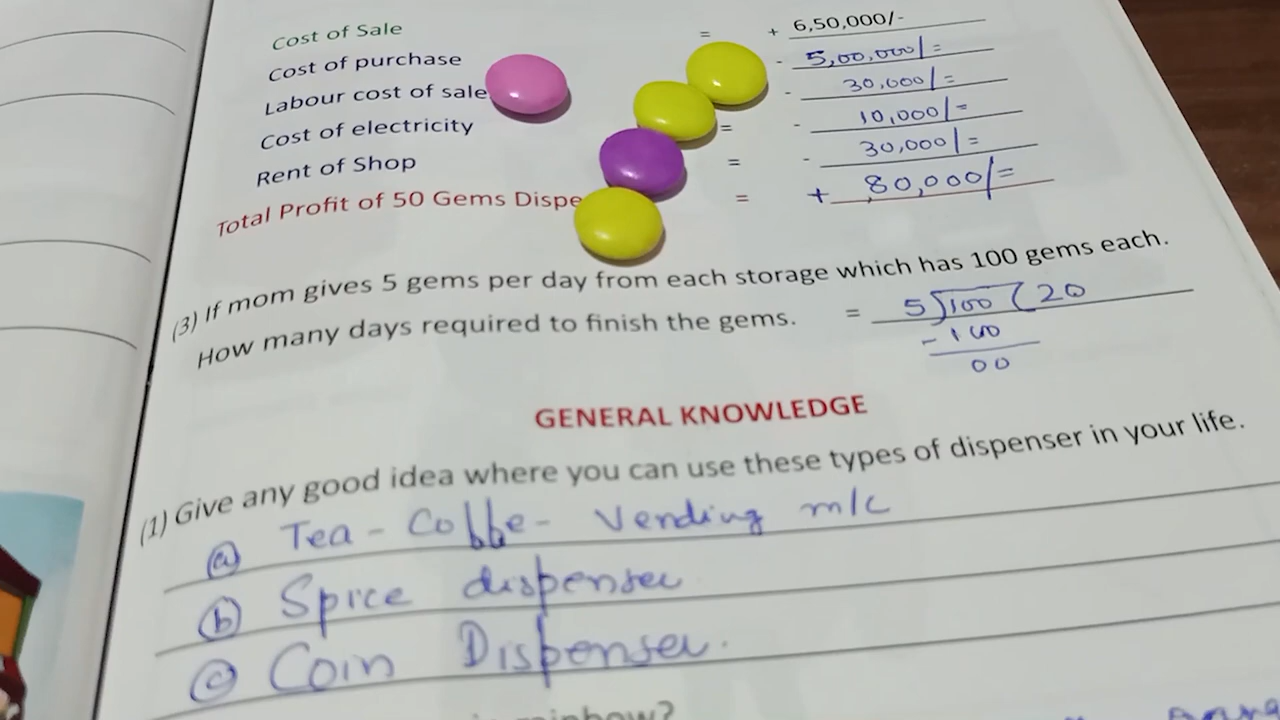 Cost of Sale = + 6,50,000/-
Cost of purchase - 5,00,000/=
Labour cost of sale - 30,000/=
Cost of electricity = - 10,000/=
Rent of Shop = - 30,000/=
Total Profit of 50 Gems Dispe = + 80,000/=
(3) If mom gives 5 gems per day from each storage which has 100 gems each.
How many days required to finish the gems. = 5)100(20
-100
00
GENERAL KNOWLEDGE
(1) Give any good idea where you can use these types of dispenser in your life.
(a) Tea - Coffe - Vending m/c
(b) Spice dispenser
(c) Coin Dispenser.
rainbow?